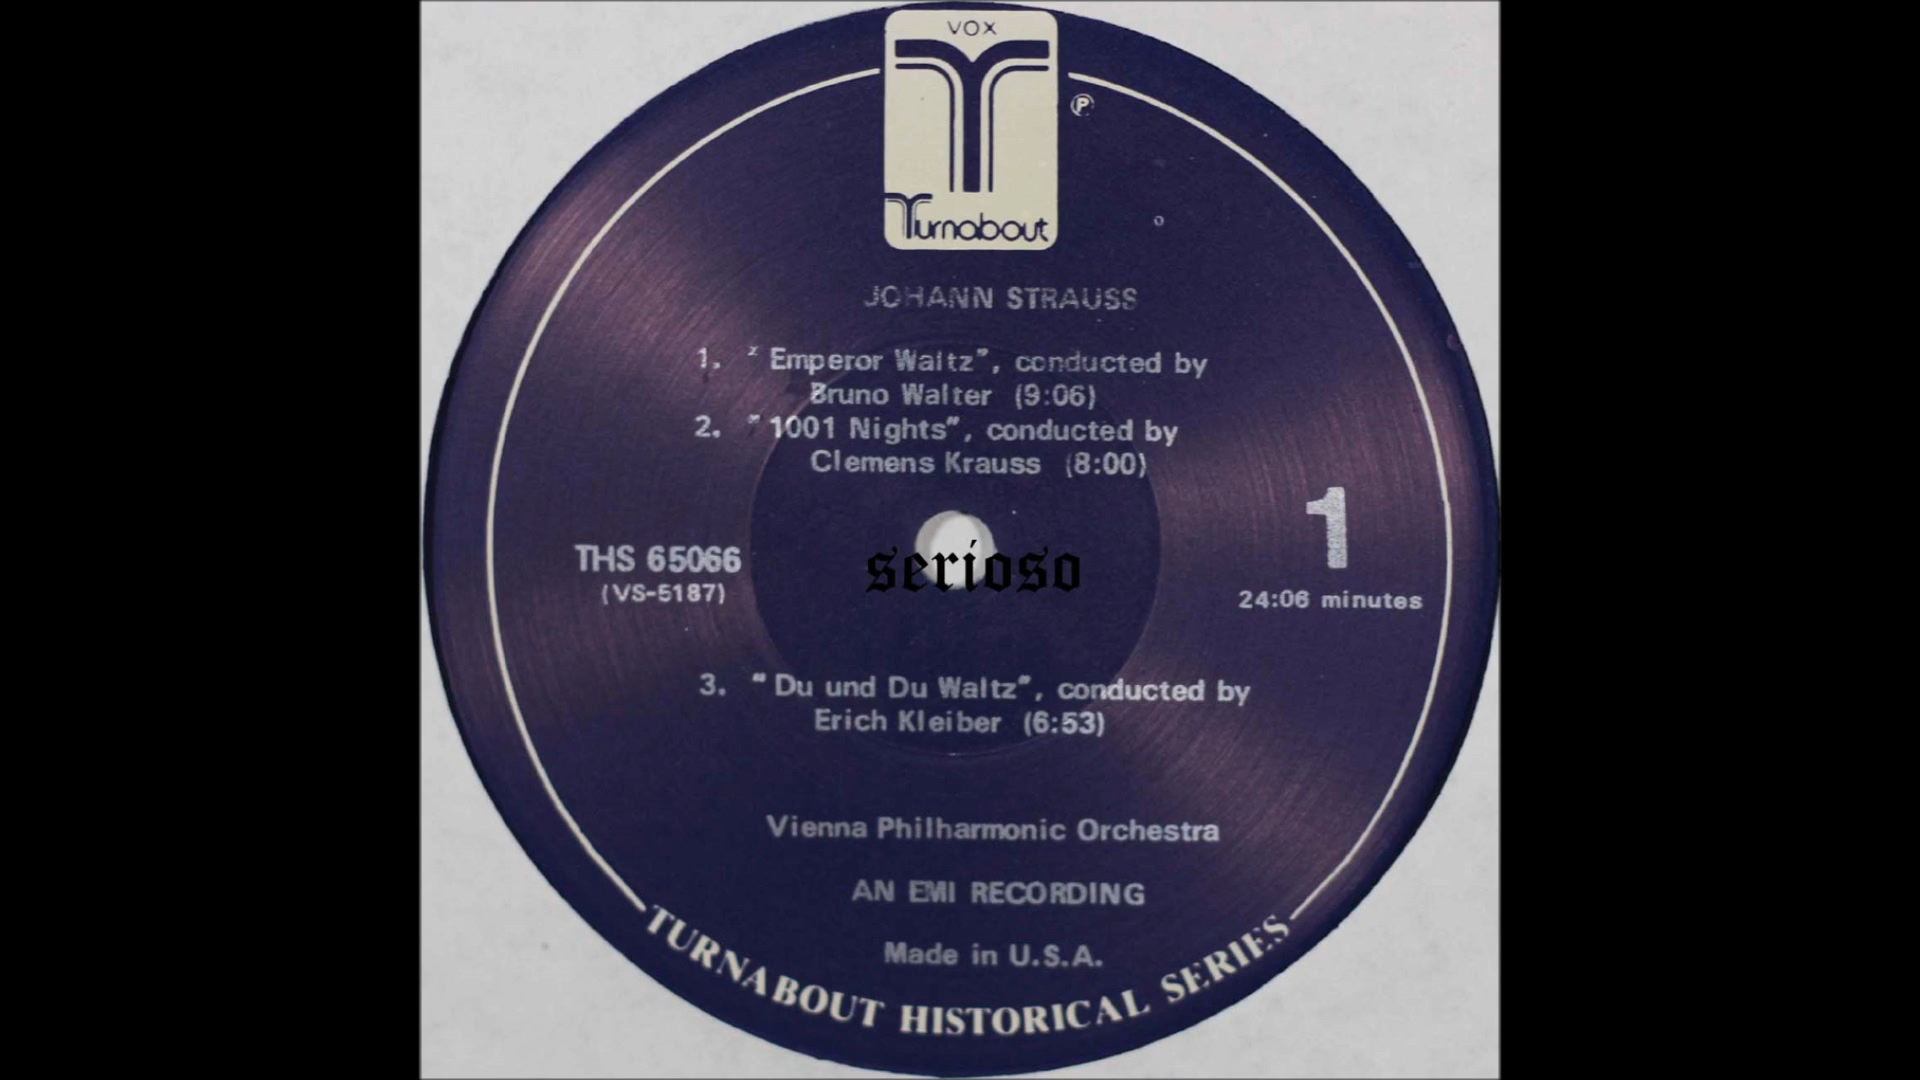 VOX
Turnabout
℗
JOHANN STRAUSS
1. "Emperor Waltz", conducted by
Bruno Walter (9:06)
2. "1001 Nights", conducted by
Clemens Krauss (8:00)
1
THS 65066
serioso
(VS-5187)
24:06 minutes
3. "Du und Du Waltz", conducted by
Erich Kleiber (6:53)
Vienna Philharmonic Orchestra
AN EMI RECORDING
Made in U.S.A.
TURNABOUT HISTORICAL SERIES